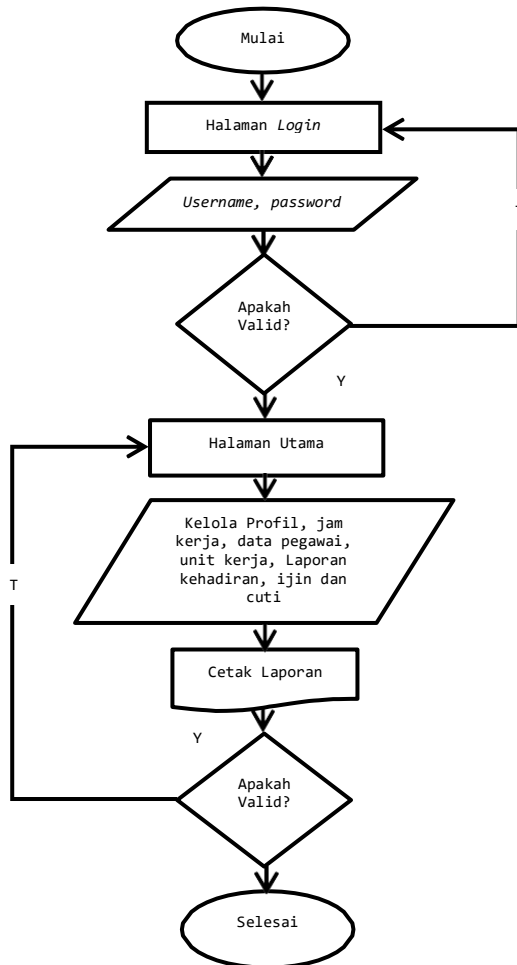 Mulai
Halaman Login
Username, password
Apakah
Valid?
Y
Halaman Utama
Kelola Profil, jam
kerja, data pegawai,
unit kerja, Laporan
kehadiran, ijin dan
cuti
T
Cetak Laporan
Y
Apakah
Valid?
Selesai